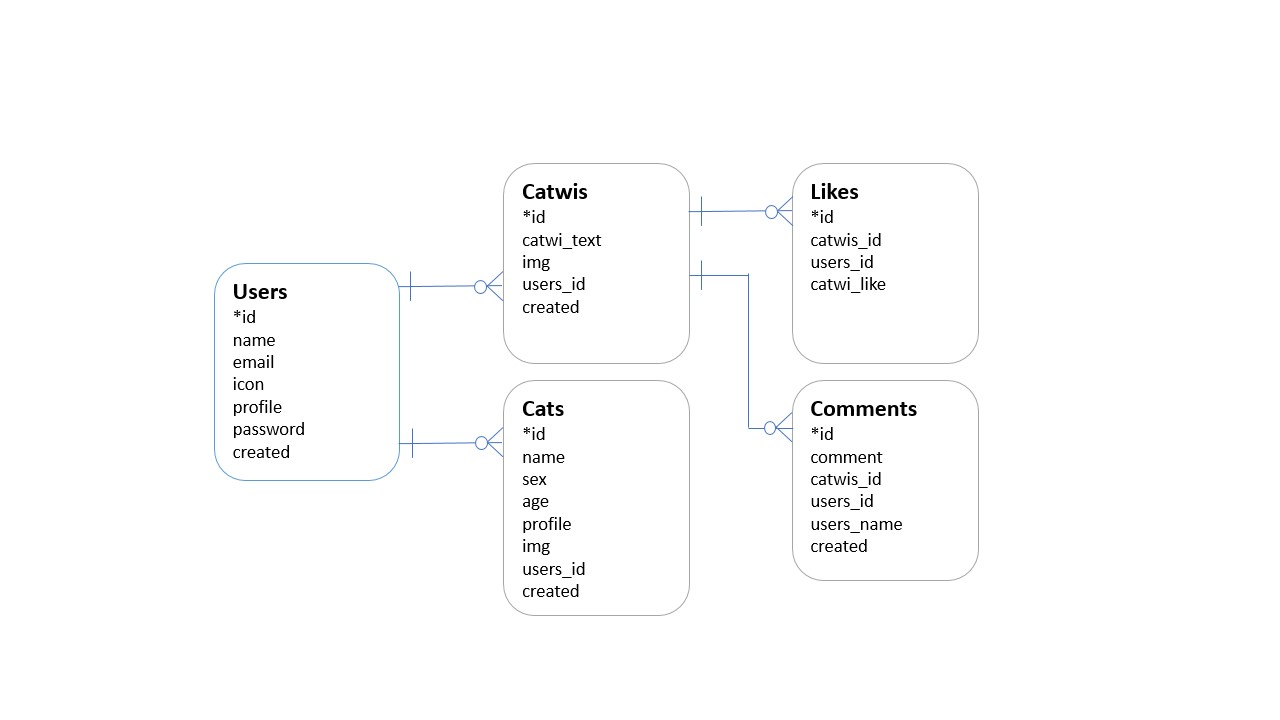 Users
*id
name
email
icon
profile
password
created
Catwis
*id
catwi_text
img
users_id
created
Cats
*id
name
sex
age
profile
img
users_id
created
Likes
*id
catwis_id
users_id
catwi_like
Comments
*id
comment
catwis_id
users_id
users_name
created